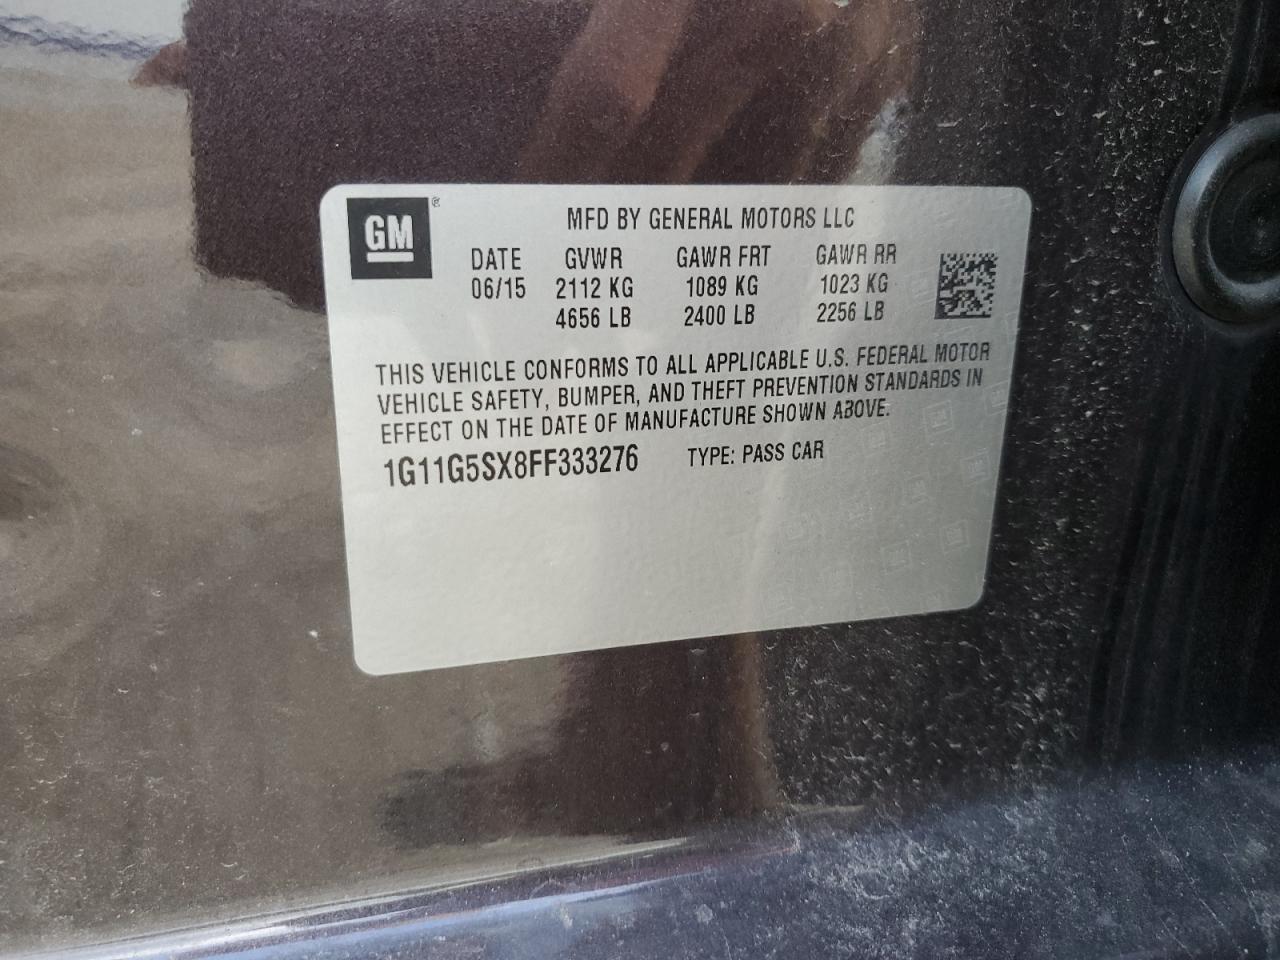 GM ®
MFD BY GENERAL MOTORS LLC
DATE GVWR GAWR FRT GAWR RR
06/15 2112 KG 1089 KG 1023 KG
4656 LB 2400 LB 2256 LB
THIS VEHICLE CONFORMS TO ALL APPLICABLE U.S. FEDERAL MOTOR
VEHICLE SAFETY, BUMPER, AND THEFT PREVENTION STANDARDS IN
EFFECT ON THE DATE OF MANUFACTURE SHOWN ABOVE.
1G11G5SX8FF333276 TYPE: PASS CAR